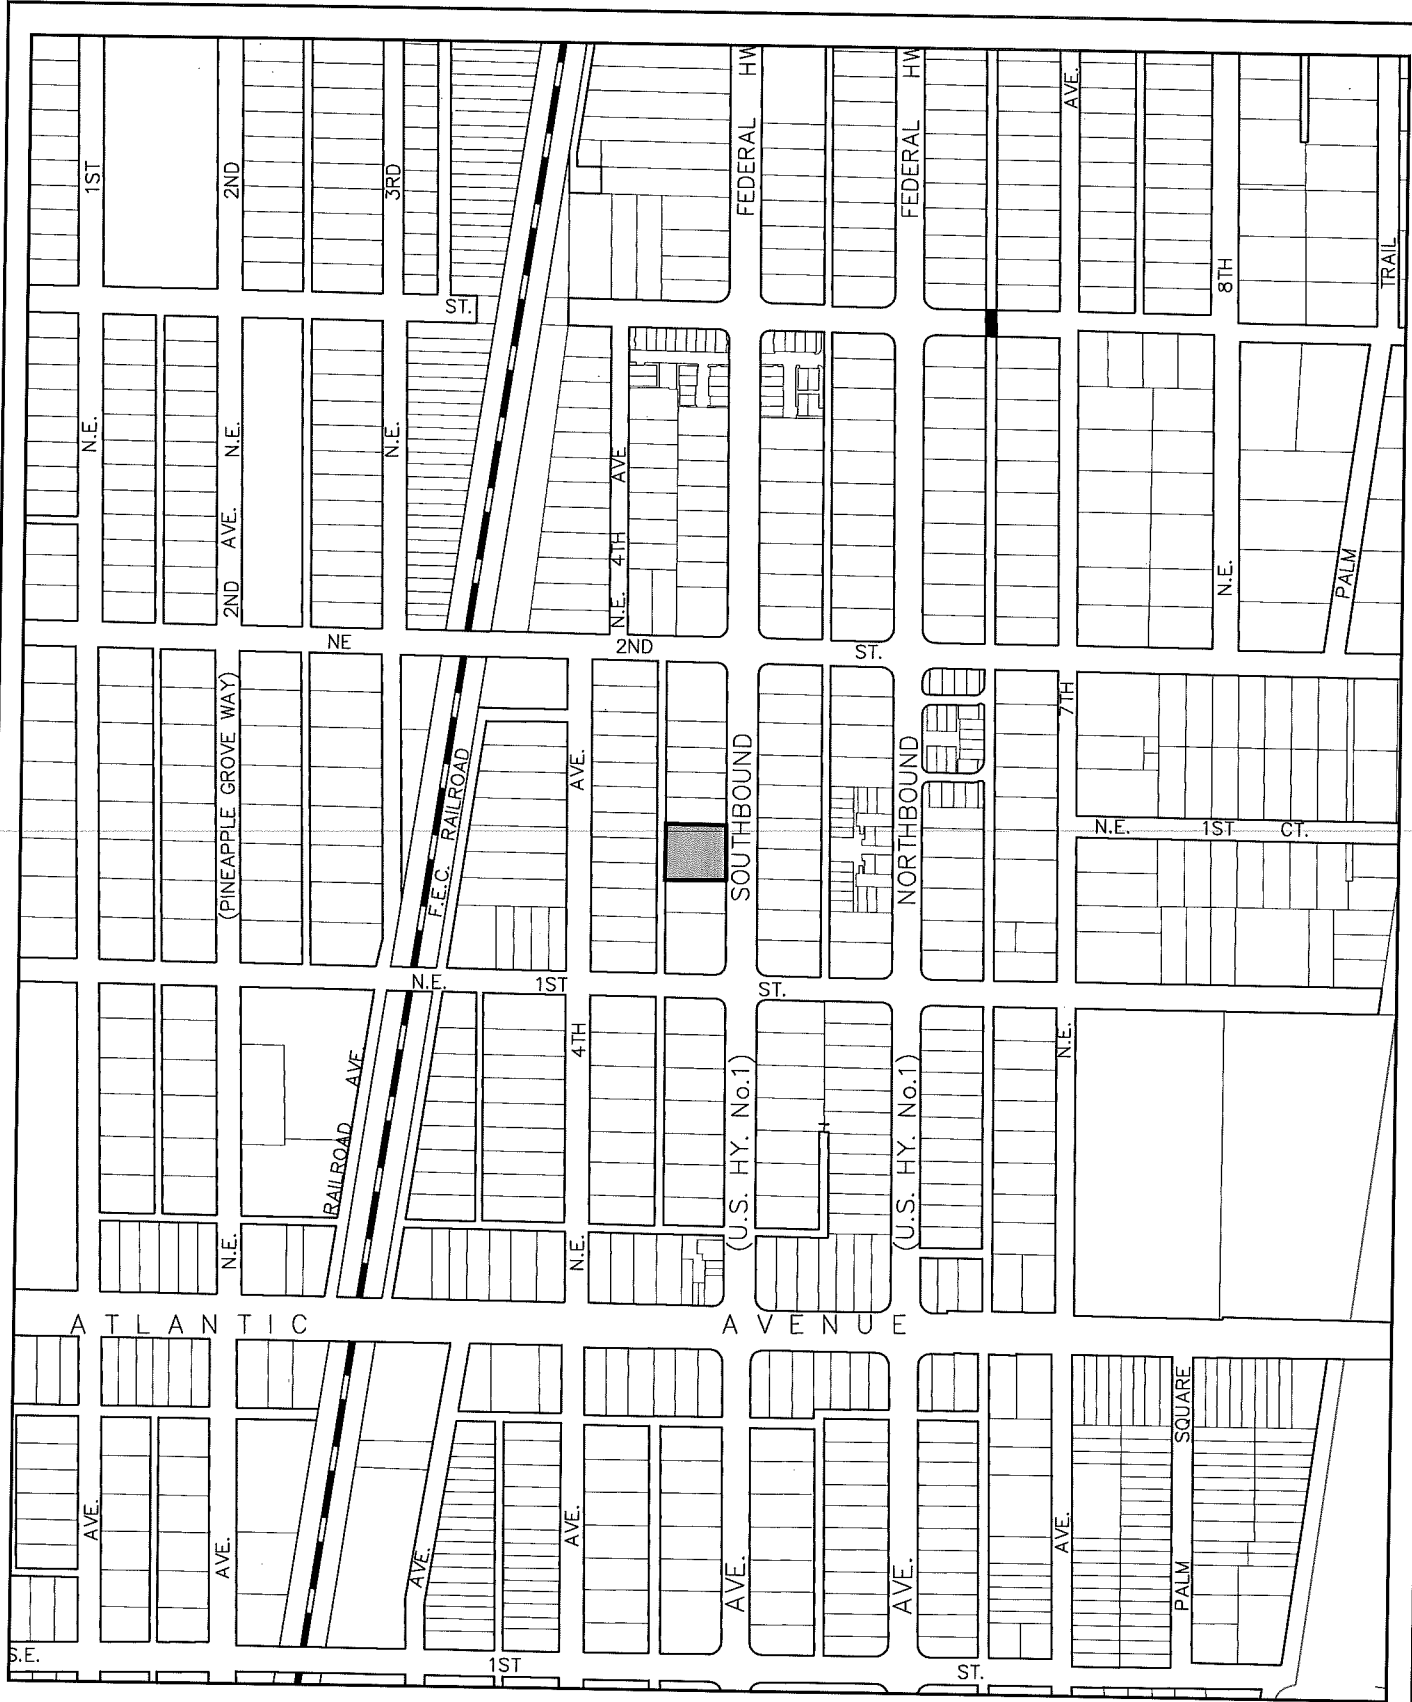 FEDERAL HW
FEDERAL HW
AVE.
1ST
2ND
3RD
8TH
TRAIL
ST.
N.E.
N.E.
N.E.
N.E. 4TH AVE
2ND AVE.
N.E.
PALM
NE 2ND ST.
(PINEAPPLE GROVE WAY)
F.E.C. RAILROAD
AVE.
SOUTHBOUND
NORTHBOUND
7TH
N.E. 1ST CT.
N.E. 1ST ST.
4TH
N.E.
RAILROAD AVE.
(U.S. HY. No.1)
(U.S. HY. No.1)
N.E.
N.E.
ATLANTIC AVENUE
PALM SQUARE
AVE.
AVE.
AVE.
AVE.
AVE.
AVE.
AVE.
S.E. 1ST ST.